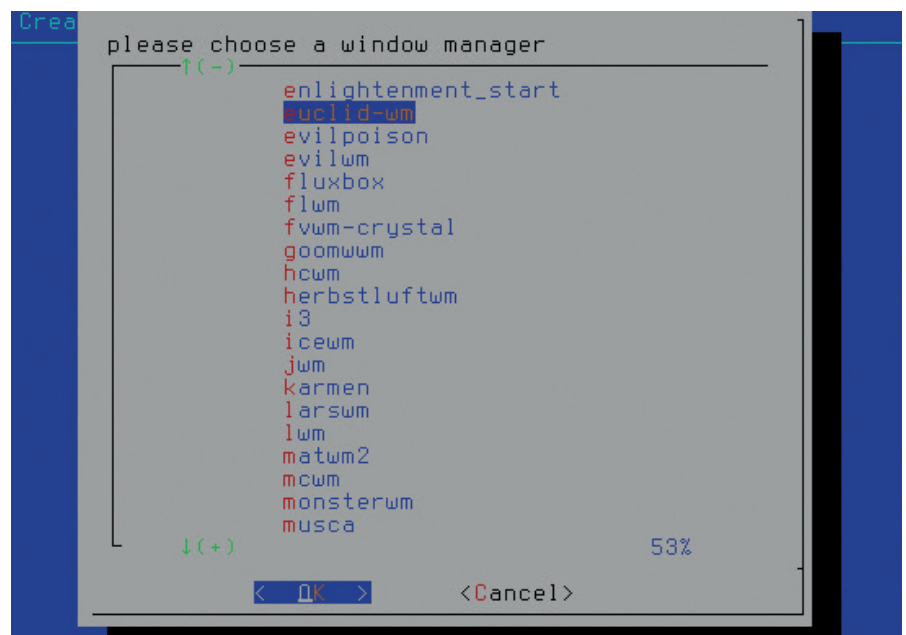 Crea
please choose a window manager
↑(-)
enlightenment_start
euclid-wm
evilpoison
evilwm
fluxbox
flwm
fvwm-crystal
goomwwm
hcwm
herbstluftwm
i3
icewm
jwm
karmen
larswm
lwm
matwm2
mcwm
monsterwm
musca
↓(+) 53%
< OK > <Cancel>